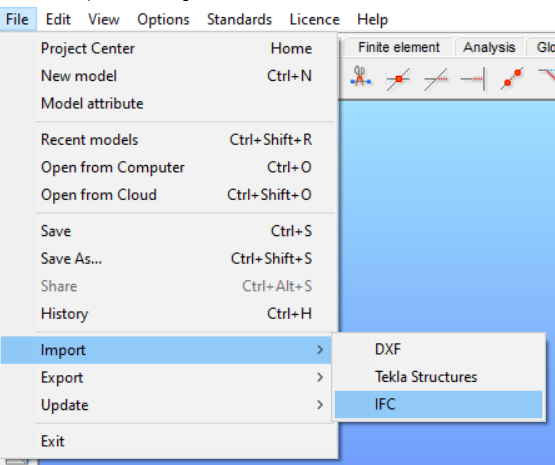 File Edit View Options Standards Licence Help
Project Center Home
Finite element Analysis Glo
New model Ctrl+N
Model attribute
Recent models Ctrl+Shift+R
Open from Computer Ctrl+O
Open from Cloud Ctrl+Shift+O
Save Ctrl+S
Save As... Ctrl+Shift+S
Share Ctrl+Alt+S
History Ctrl+H
Import > DXF
Tekla Structures
Export >
Update > IFC
Exit